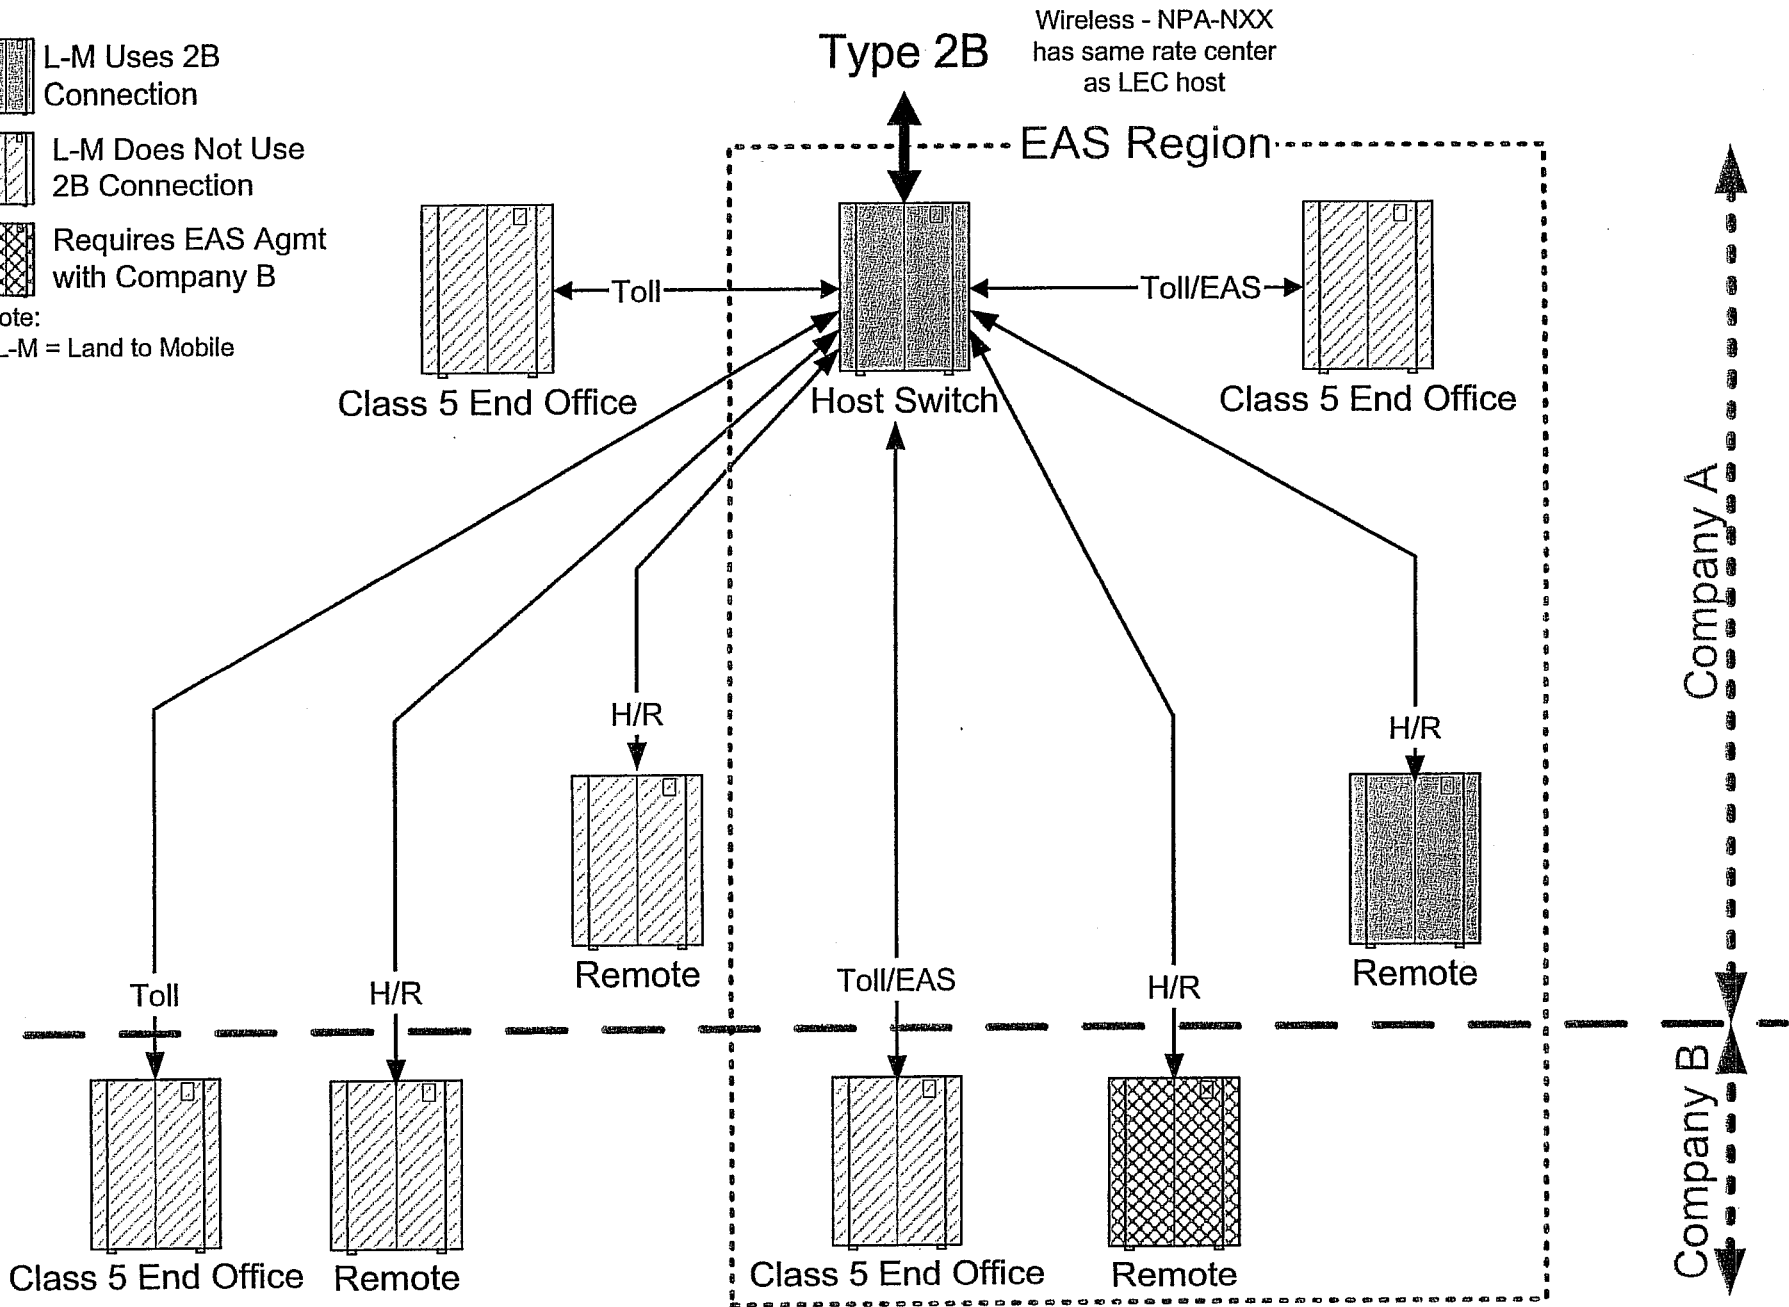 L-M Uses 2B
Connection
L-M Does Not Use
2B Connection
Requires EAS Agmt
with Company B
ote:
L-M = Land to Mobile
Type 2B
Wireless - NPA-NXX
has same rate center
as LEC host
EAS Region
Toll
Toll/EAS
Class 5 End Office
Host Switch
Class 5 End Office
Company A
H/R
H/R
Remote
Remote
Toll
H/R
Toll/EAS
H/R
Company B
Class 5 End Office
Remote
Class 5 End Office
Remote